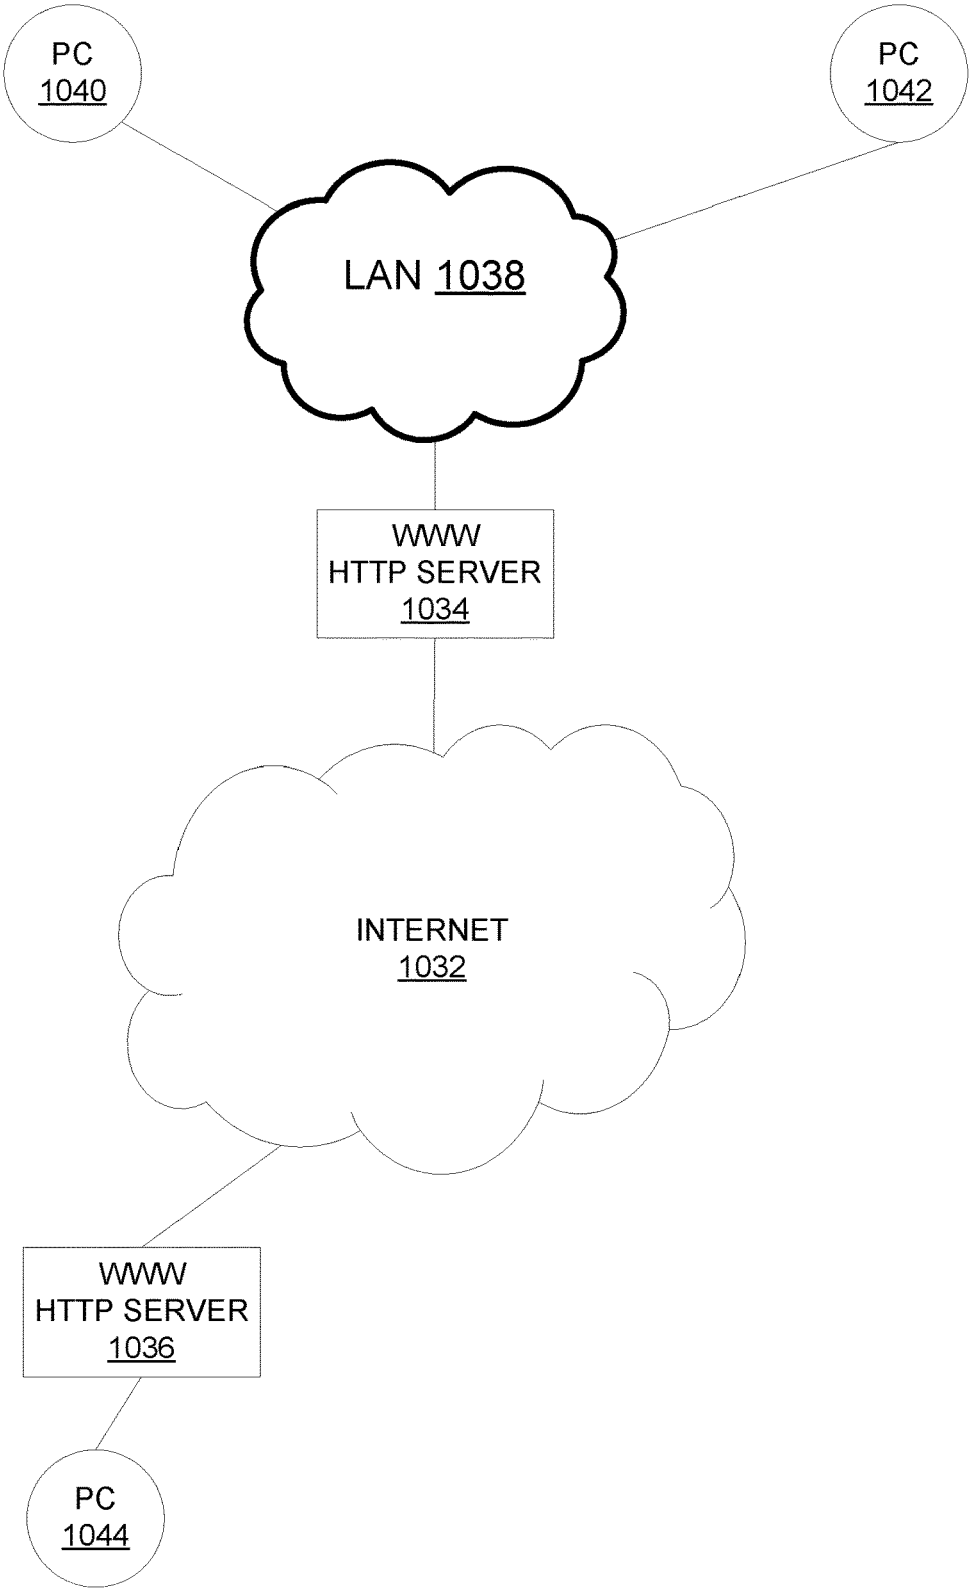 PC
1040
PC
1042
LAN 1038
WWW
HTTP SERVER
1034
INTERNET
1032
WWW
HTTP SERVER
1036
PC
1044